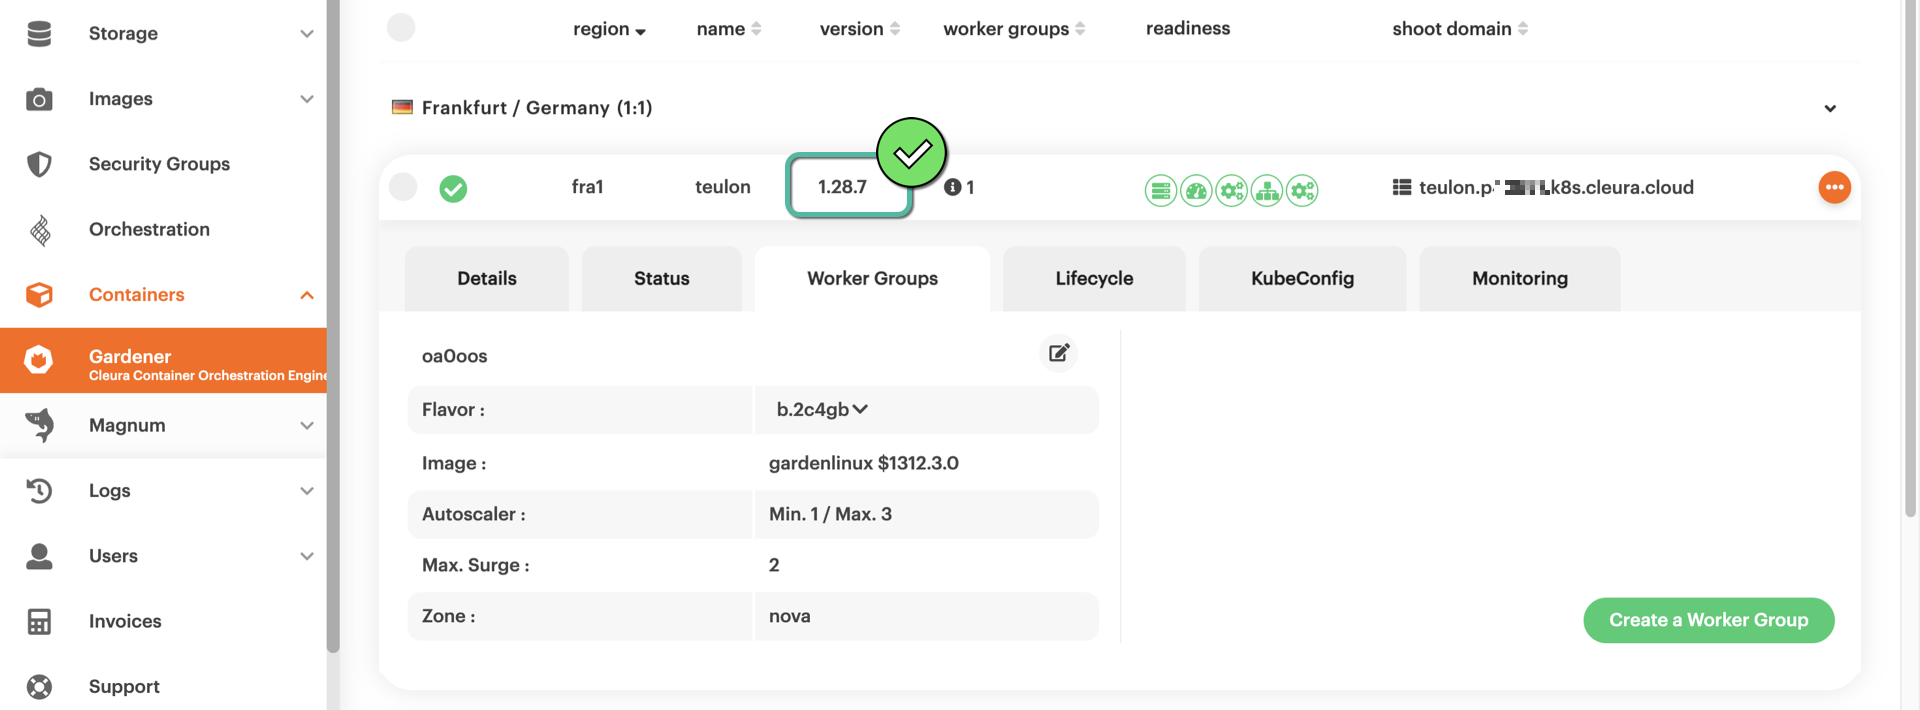 Storage
Images
Security Groups
Orchestration
Containers
Gardener
Cleura Container Orchestration Engine
Magnum
Logs
Users
Invoices
Support
region name version worker groups readiness shoot domain
Frankfurt / Germany (1:1)
fra1 teulon 1.28.7 1 teulon.p k8s.cleura.cloud
Details Status Worker Groups Lifecycle KubeConfig Monitoring
oa0oos
Flavor : b.2c4gb
Image : gardenlinux $1312.3.0
Autoscaler : Min. 1 / Max. 3
Max. Surge : 2
Zone : nova
Create a Worker Group